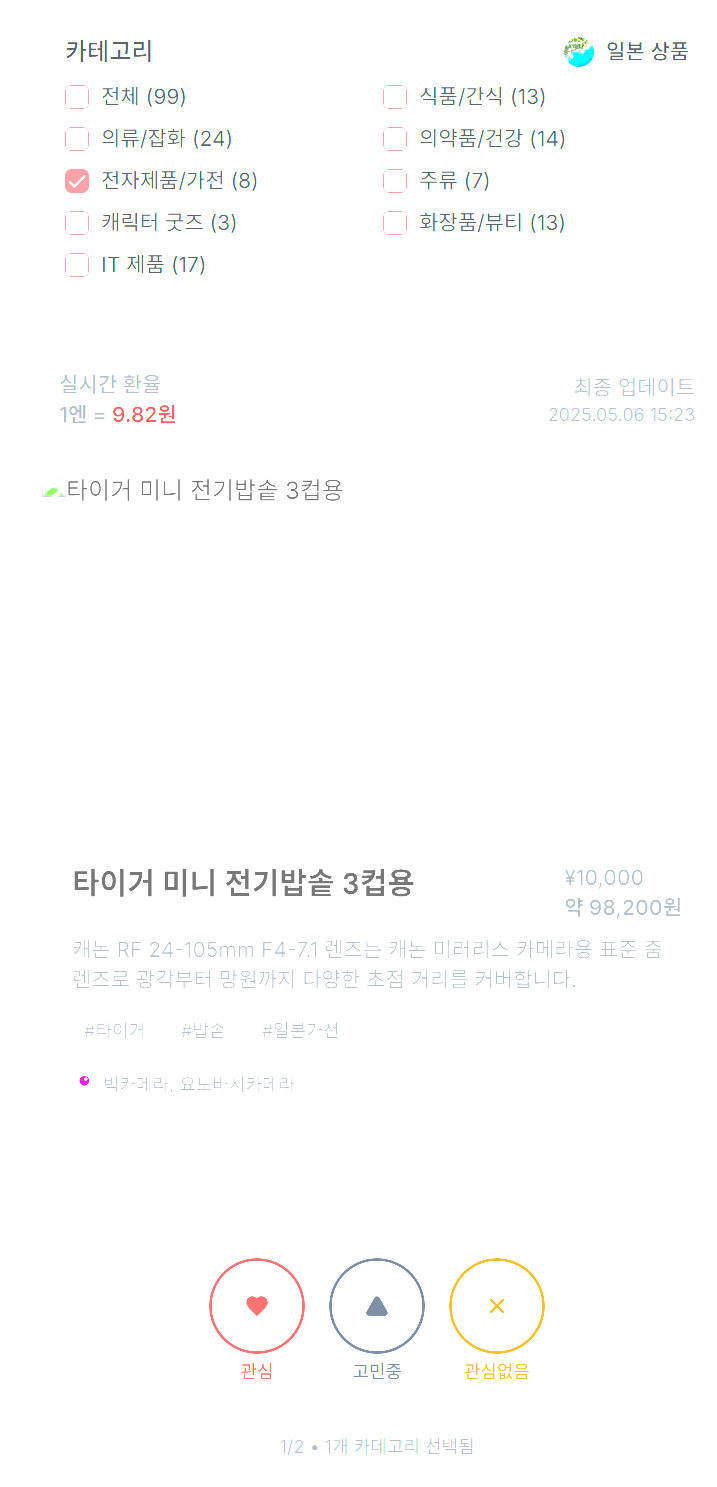 카테고리
일본 상품
전체 (99)
식품/간식 (13)
의류/잡화 (24)
의약품/건강 (14)
전자제품/가전 (8)
주류 (7)
캐릭터 굿즈 (3)
화장품/뷰티 (13)
IT 제품 (17)
실시간 환율
1엔 = 9.82원
최종 업데이트
2025.05.06 15:23
타이거 미니 전기밥솥 3컵용
타이거 미니 전기밥솥 3컵용
¥10,000
약 98,200원
캐논 RF 24-105mm F4-7.1 렌즈는 캐논 미러리스 카메라용 표준 줌
렌즈로 광각부터 망원까지 다양한 초점 거리를 커버합니다.
#타이거 #밥솥 #일본가전
빅카메라, 요도바시카메라
관심
고민중
관심없음
1/2 • 1개 카테고리 선택됨